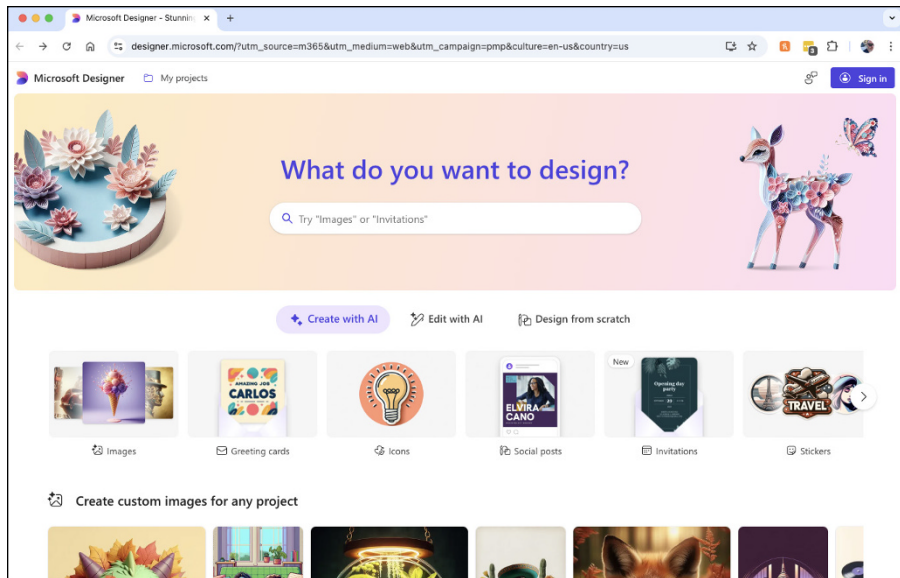 Microsoft Designer - Stunnin
designer.microsoft.com/?utm_source=m365&utm_medium=web&utm_campaign=pmp&culture=en-us&country=us
3
Microsoft Designer
My projects
Sign in
What do you want to design?
Try "Images" or "Invitations"
Create with AI
Edit with AI
Design from scratch
AMAZING JOB
CARLOS
ELVIRA
CANO
New
Opening day
party
TRAVEL
Images
Greeting cards
Icons
Social posts
Invitations
Stickers
Create custom images for any project